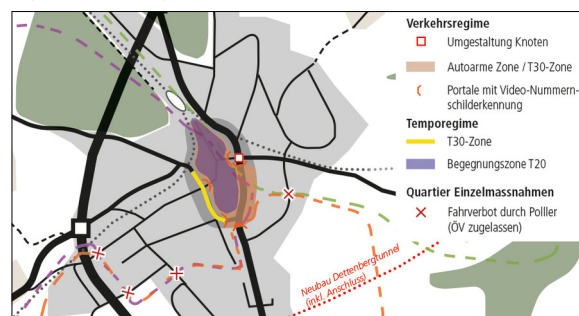 Verkehrsregime
Umgestaltung Knoten
Autoarme Zone / T30-Zone
Portale mit Video-Nummern-
schilderkennung
Temporegime
T30-Zone
Begegnungszone T20
Quartier Einzelmassnahmen
Fahrverbot durch Polller
(ÖV zugelassen)
Neubau Dettenbergtunnel
(inkl. Anschluss)